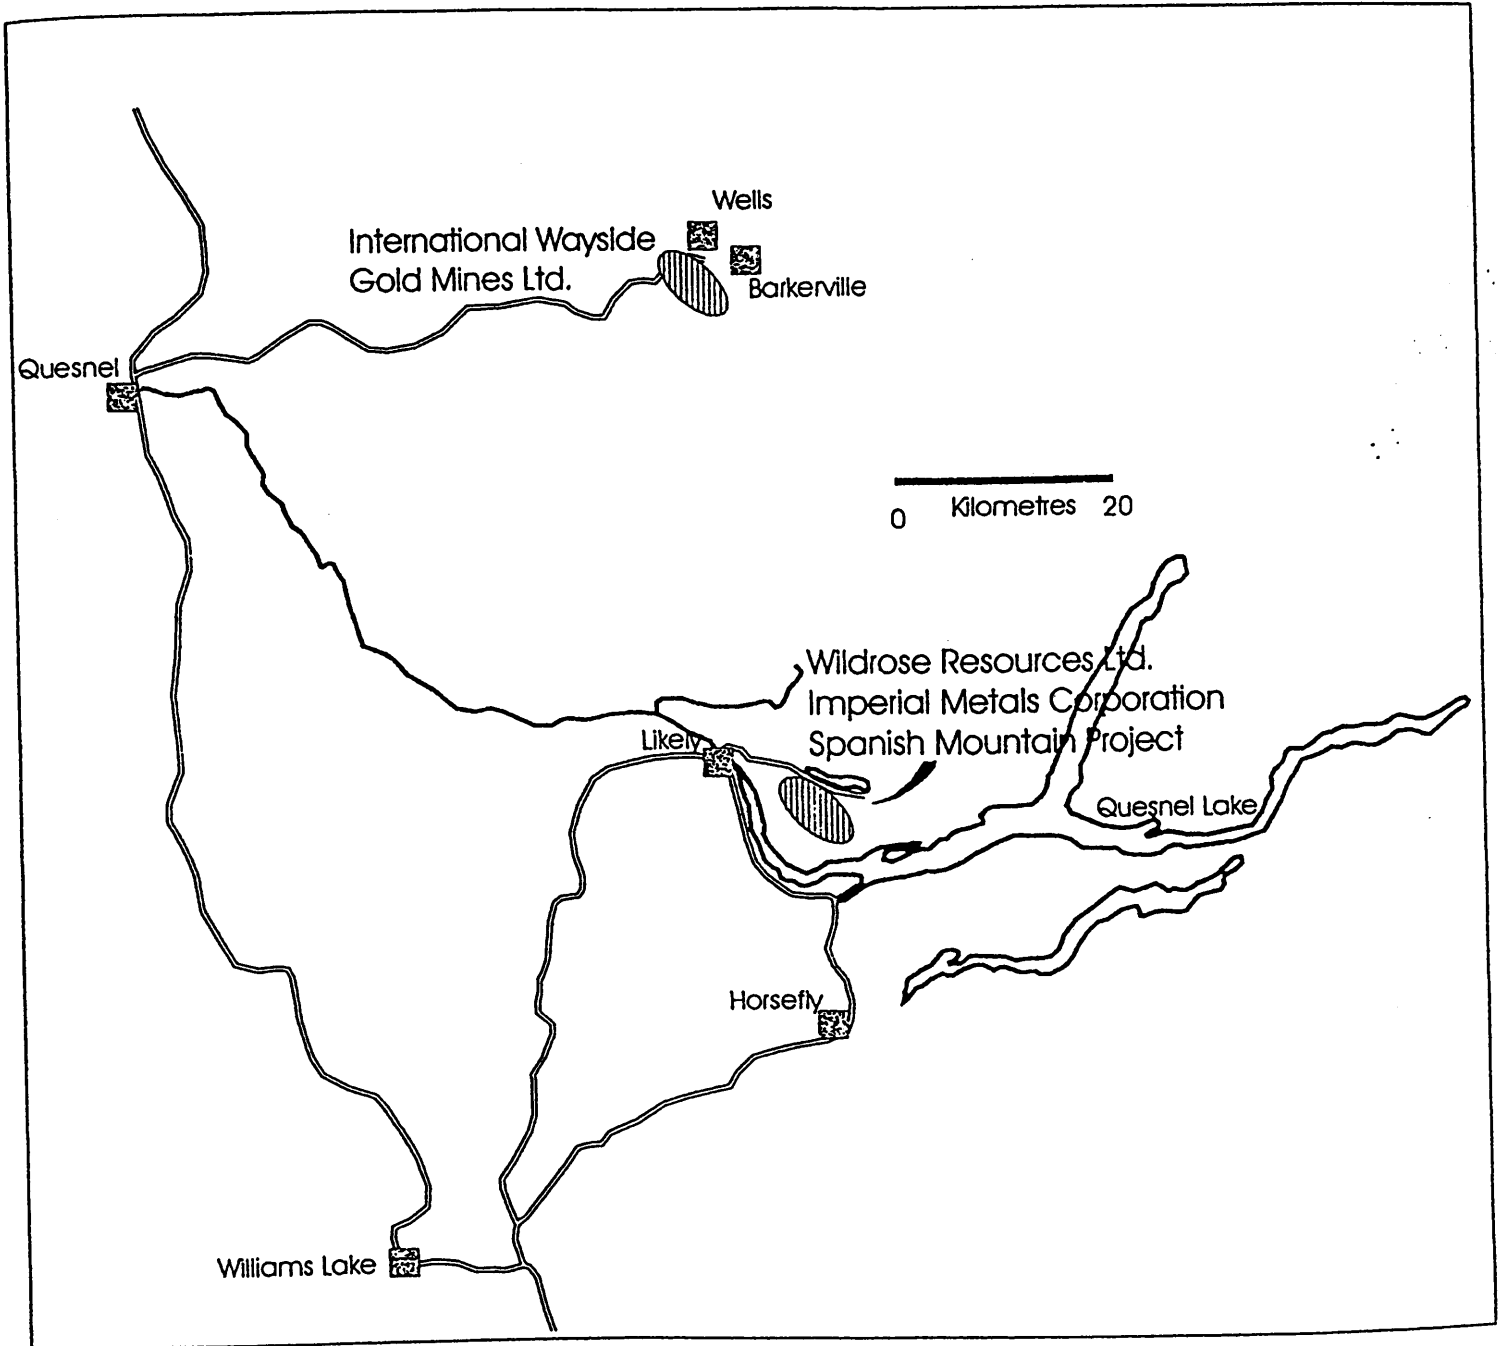 Wells
International Wayside
Gold Mines Ltd.
Barkerville
Quesnel
0 Kilometres 20
Wildrose Resources Ltd.
Imperial Metals Corporation
Spanish Mountain Project
Likely
Quesnel Lake
Horsefly
Williams Lake